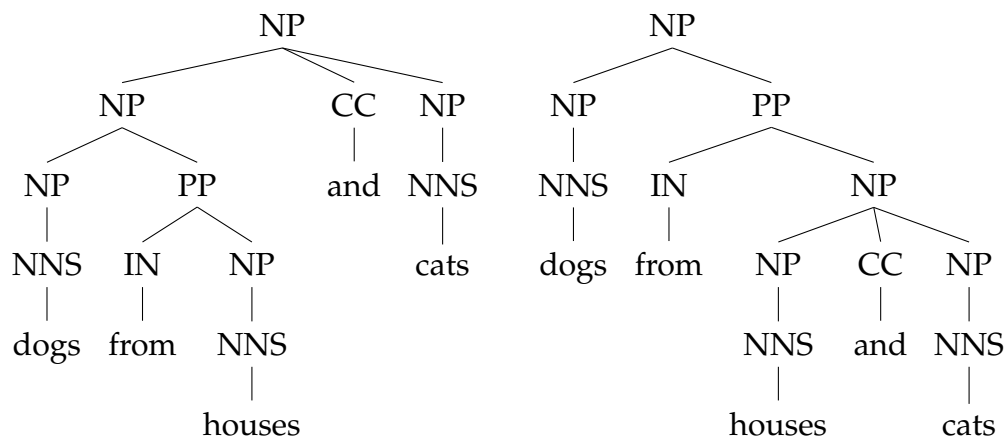 NP NP
NP CC NP NP PP
NP PP and NNS NNS IN NP
NNS IN NP cats dogs from NP CC NP
dogs from NNS NNS and NNS
houses houses cats